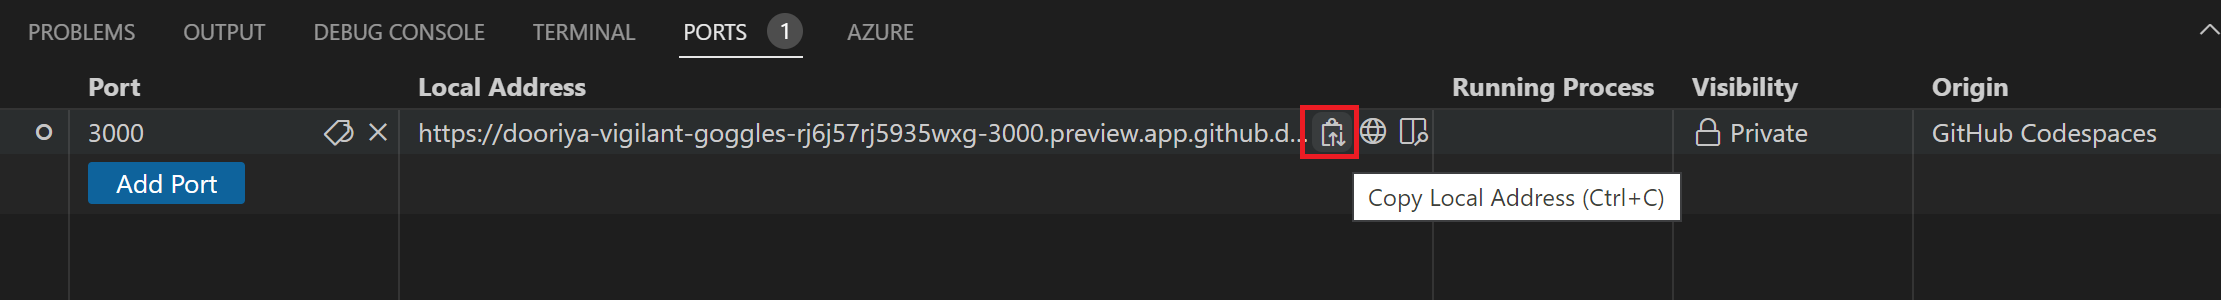 PROBLEMS OUTPUT DEBUG CONSOLE TERMINAL PORTS 1 AZURE
Port Local Address Running Process Visibility Origin
3000 https://dooriya-vigilant-goggles-rj6j57rj5935wxg-3000.preview.app.github.d... Private GitHub Codespaces
Add Port
Copy Local Address (Ctrl+C)